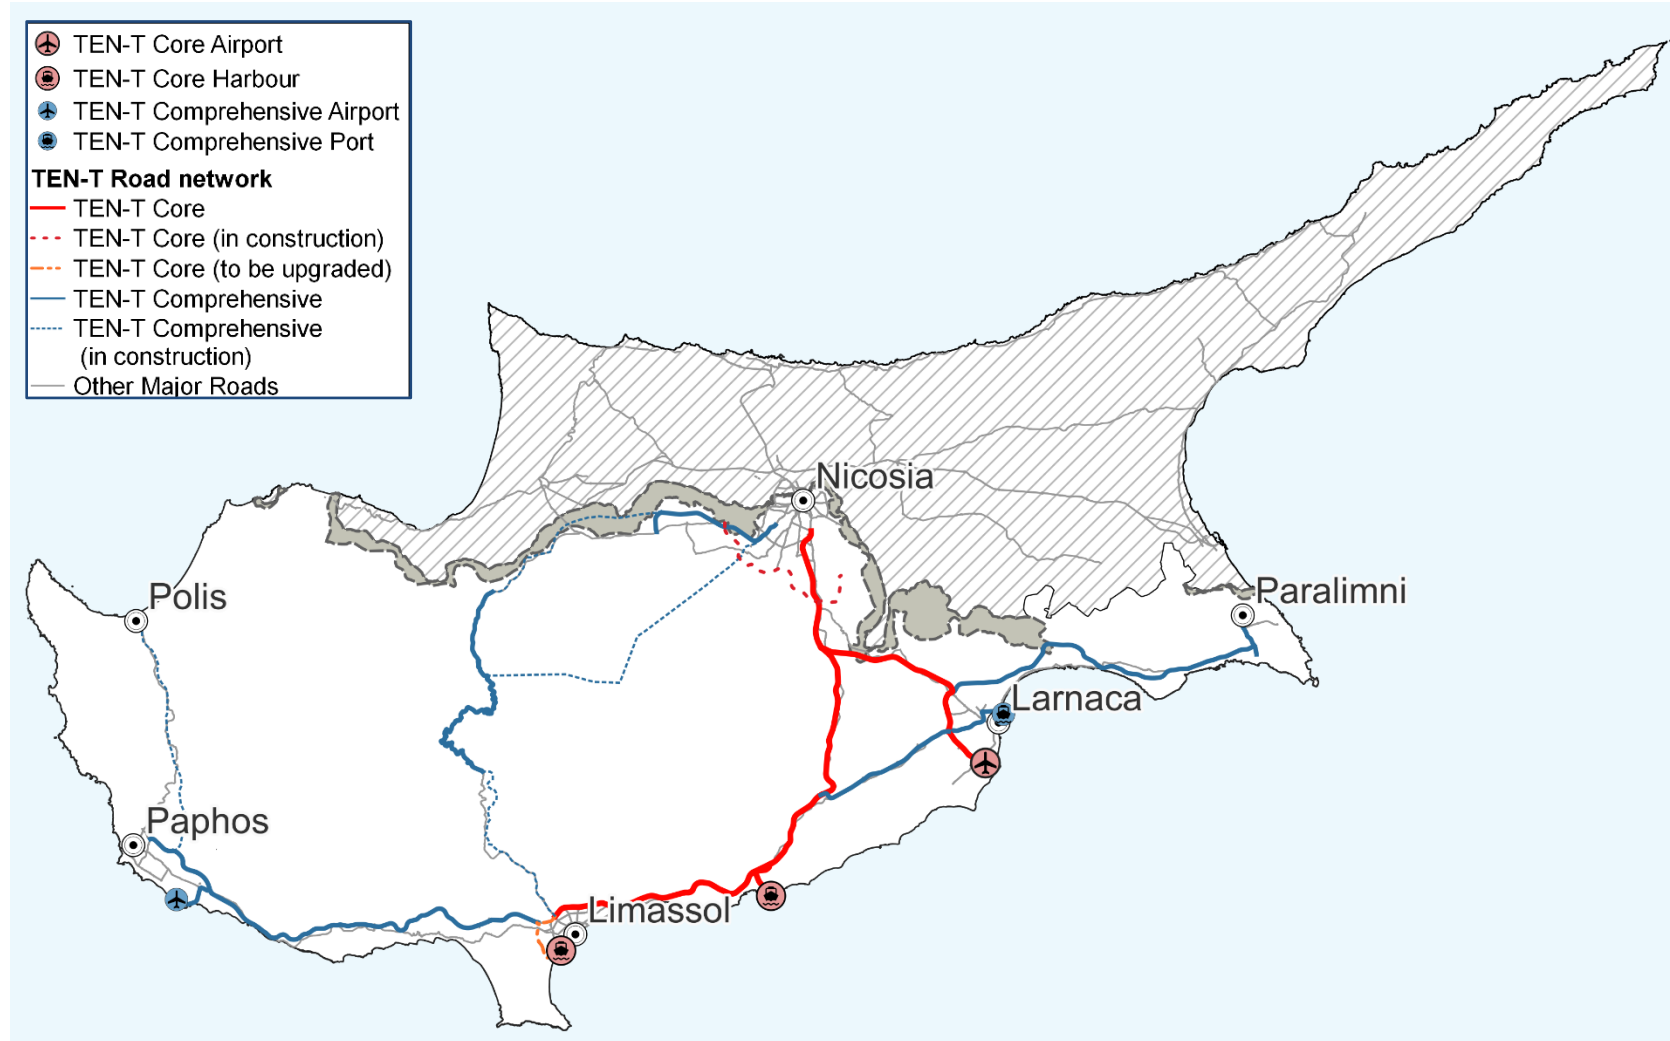 TEN-T Core Airport
TEN-T Core Harbour
TEN-T Comprehensive Airport
TEN-T Comprehensive Port
TEN-T Road network
TEN-T Core
TEN-T Core (in construction)
TEN-T Core (to be upgraded)
TEN-T Comprehensive
TEN-T Comprehensive
(in construction)
Other Major Roads
Nicosia
Polis
Paralimni
Larnaca
Paphos
Limassol